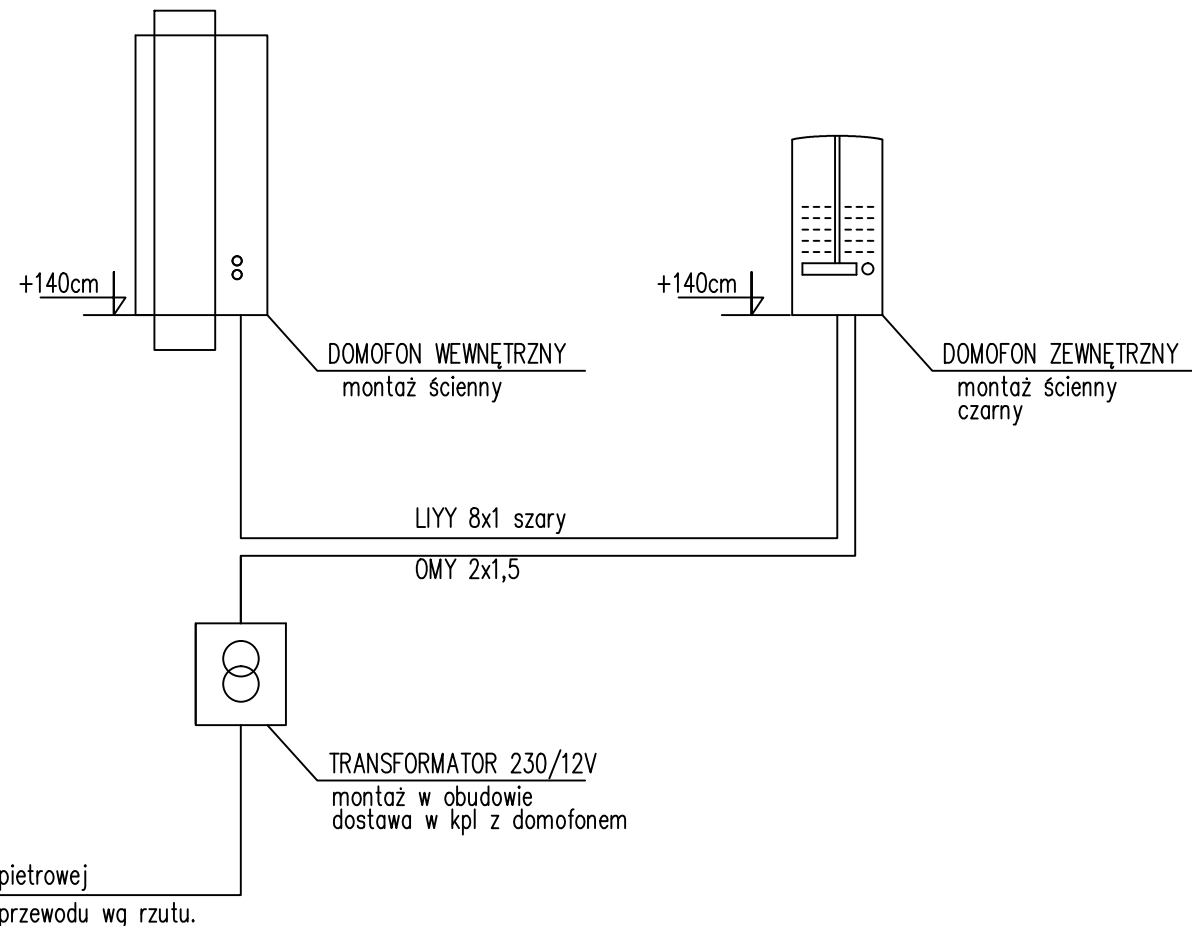 +140cm
+140cm
DOMOFON WEWNĘTRZNY
montaż ścienny
DOMOFON ZEWNĘTRZNY
montaż ścienny
czarny
LIYY 8x1 szary
OMY 2x1,5
TRANSFORMATOR 230/12V
montaż w obudowie
dostawa w kpl z domofonem
pietrowej
przewodu wg rzutu.